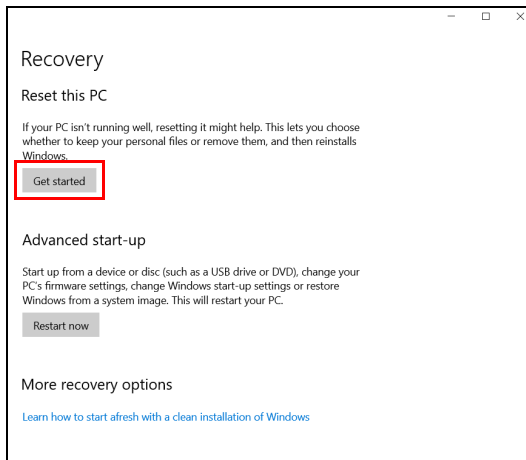 Recovery
Reset this PC
If your PC isn't running well, resetting it might help. This lets you choose
whether to keep your personal files or remove them, and then reinstalls
Windows.
Get started
Advanced start-up
Start up from a device or disc (such as a USB drive or DVD), change your
PC's firmware settings, change Windows start-up settings or restore
Windows from a system image. This will restart your PC.
Restart now
More recovery options
Learn how to start afresh with a clean installation of Windows